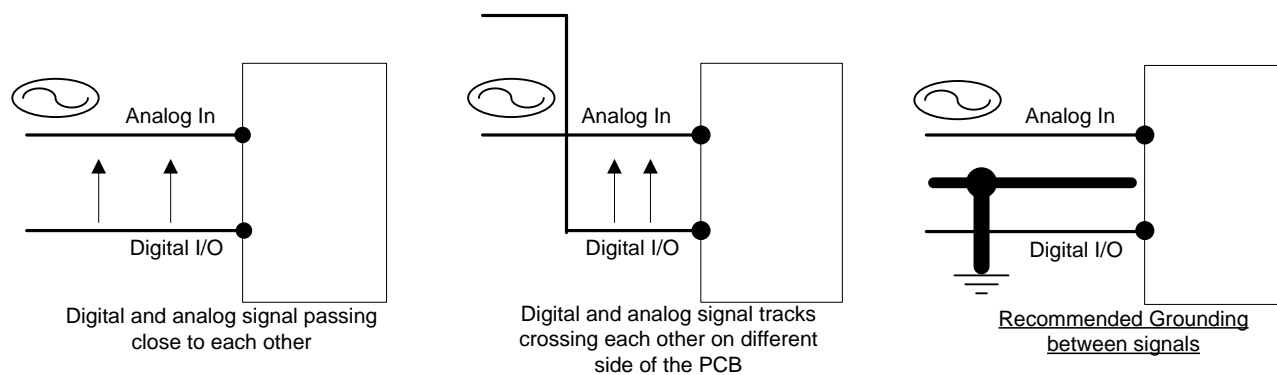 Analog In
Digital I/O
Digital and analog signal passing
close to each other
Analog In
Digital I/O
Digital and analog signal tracks
crossing each other on different
side of the PCB
Analog In
Digital I/O
Recommended Grounding
between signals